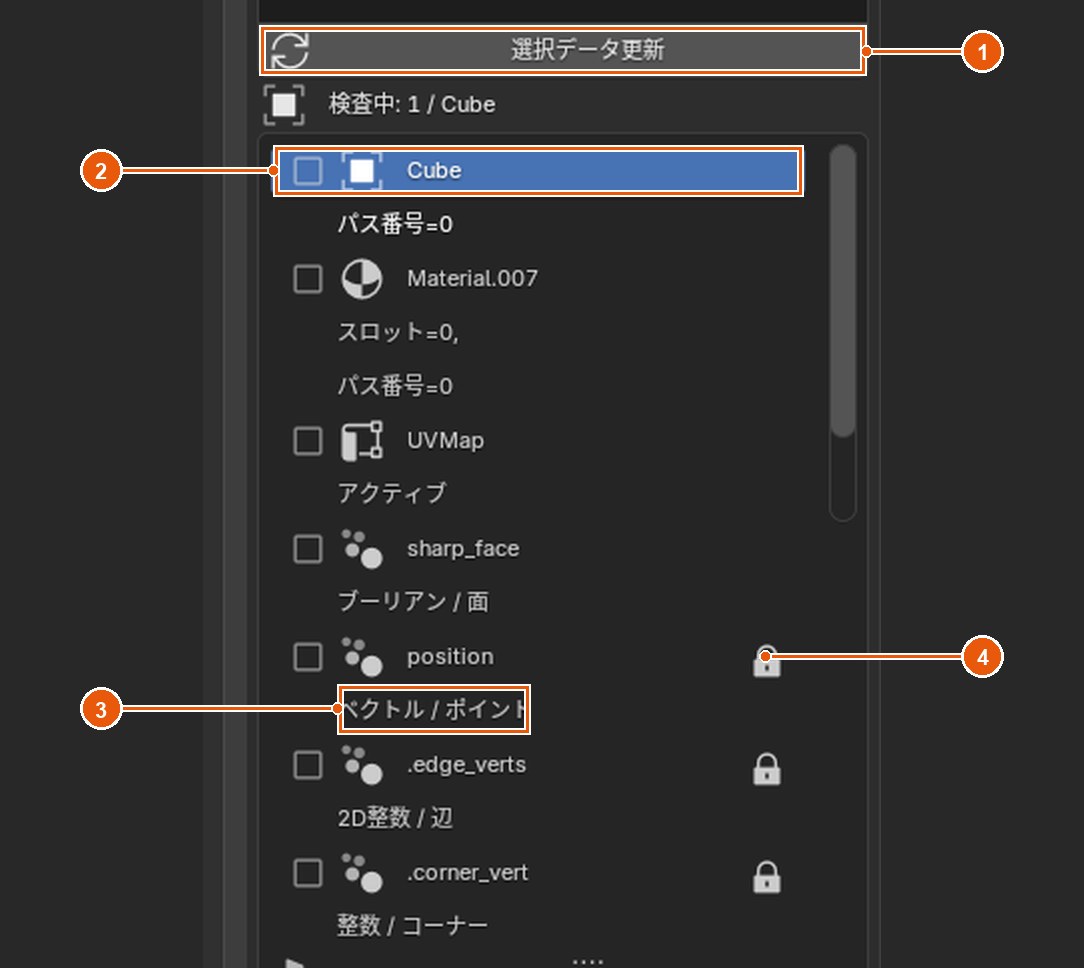 選択データ更新
1
検査中: 1 / Cube
2
Cube
パス番号=0
Material.007
スロット=0,
パス番号=0
UVMap
アクティブ
sharp_face
ブーリアン / 面
position
4
3
ベクトル / ポイント
.edge_verts
2D整数 / 辺
.corner_vert
整数 / コーナー